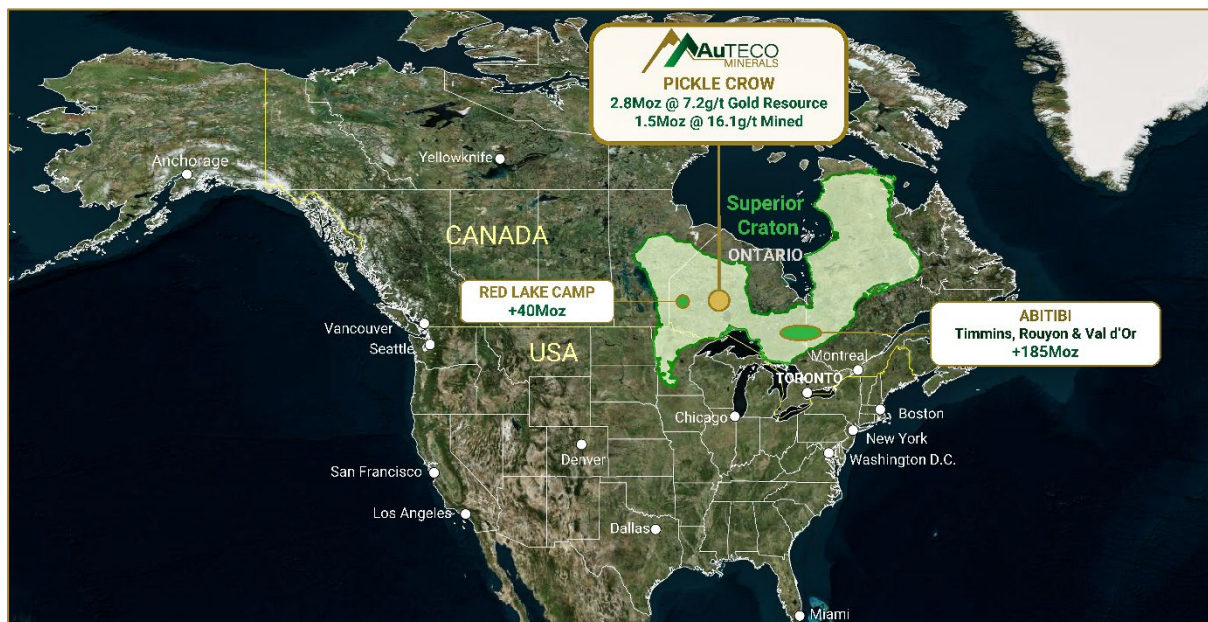 AuTECO
MINERALS
PICKLE CROW
2.8Moz @ 7.2g/t Gold Resource
1.5Moz @ 16.1g/t Mined
Anchorage
Yellowknife
Superior
Craton
CANADA
ONTARIO
RED LAKE CAMP
+40Moz
ABITIBI
Timmins, Rouyon & Val d'Or
+185Moz
Vancouver
Seattle
USA
Montreal
TORONTO
Chicago
Boston
New York
Washington D.C.
Denver
San Francisco
Los Angeles
Dallas
Miami